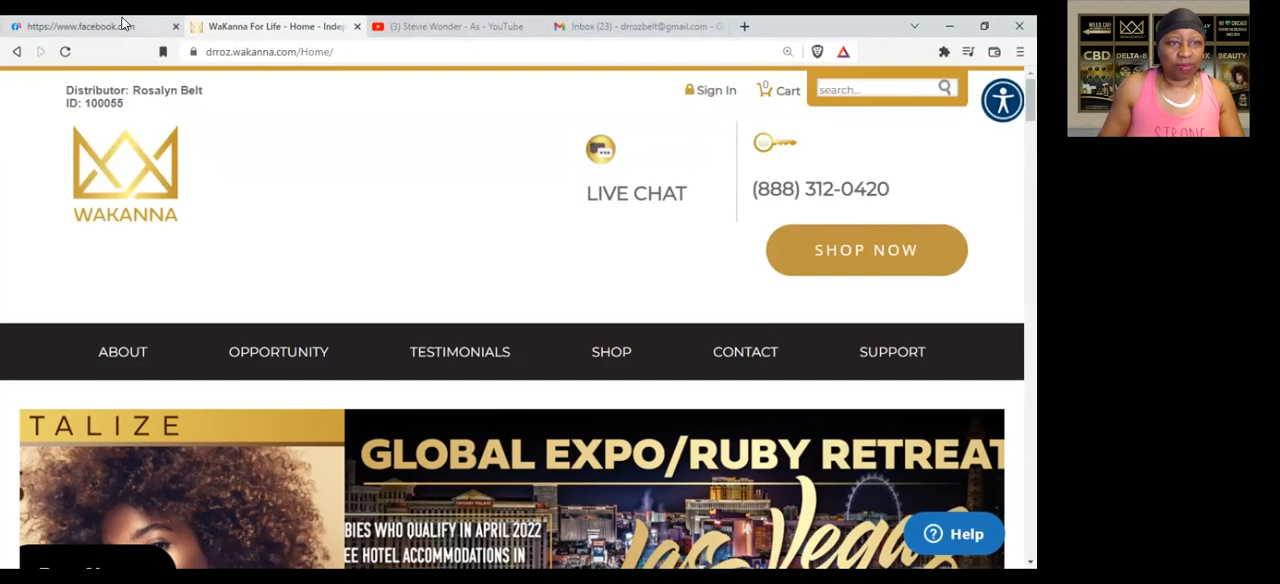 https://www.facebook.com
WaKanna For Life - Home - Indep
(3) Stevie Wonder - As - YouTube
Inbox (23) - drrozbelt@gmail.com - G
drroz.wakanna.com/Home/
Distributor: Rosalyn Belt
ID: 100055
Sign In
0
Cart
search...
WAKANNA
LIVE CHAT
(888) 312-0420
SHOP NOW
ABOUT
OPPORTUNITY
TESTIMONIALS
SHOP
CONTACT
SUPPORT
TALIZE
GLOBAL EXPO/RUBY RETREAT
BIES WHO QUALIFY IN APRIL 2022
EE HOTEL ACCOMMODATIONS IN
Las Vegas
Help
CBD
DELTA-8
BEAUTY
STRONG